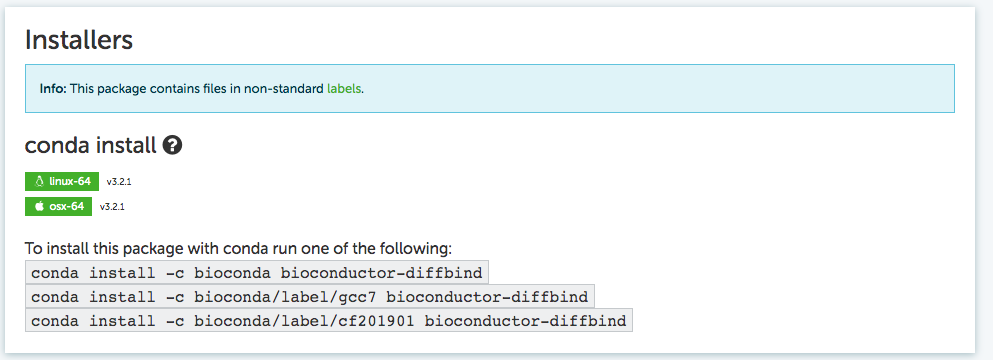 Installers
Info: This package contains files in non-standard labels.
conda install ?
linux-64 v3.2.1
osx-64 v3.2.1
To install this package with conda run one of the following:
conda install -c bioconda bioconductor-diffbind
conda install -c bioconda/label/gcc7 bioconductor-diffbind
conda install -c bioconda/label/cf201901 bioconductor-diffbind